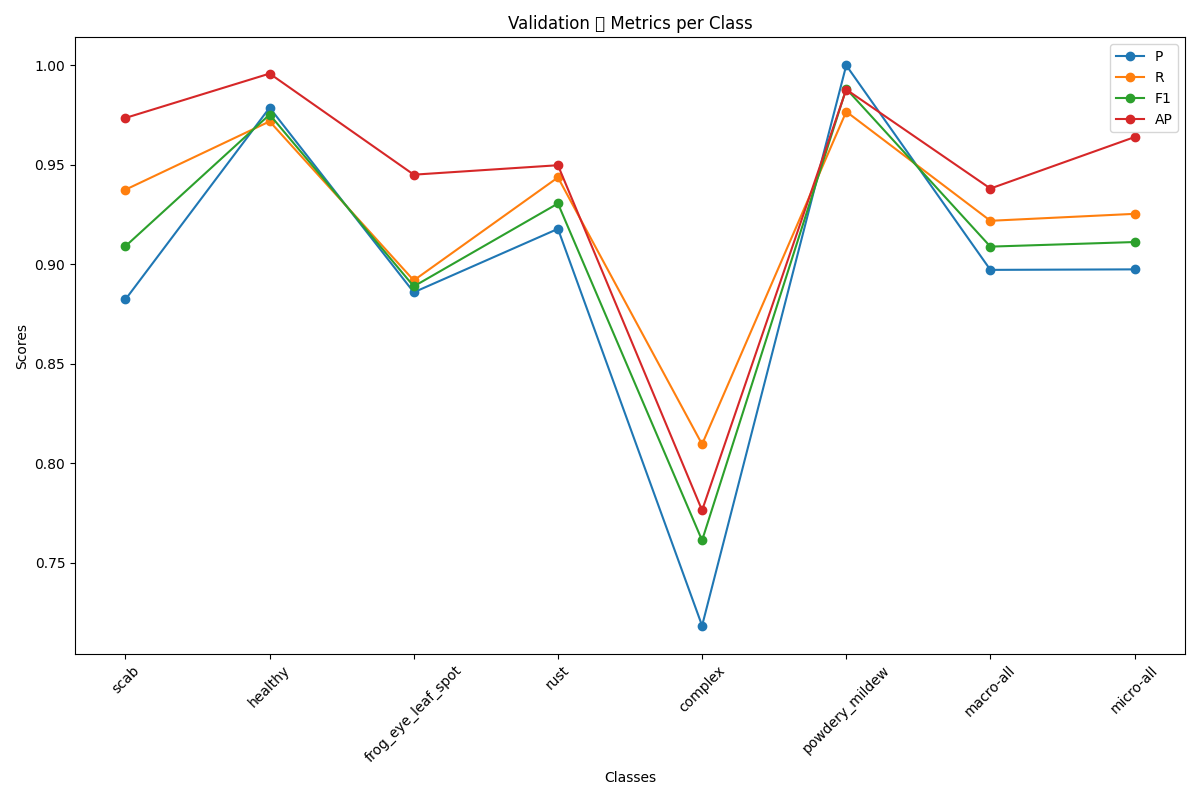 Validation Metrics per Class
P
R
F1
AP
1.00
0.95
0.90
0.85
0.80
0.75
Scores
scab
healthy
frog_eye_leaf_spot
rust
complex
powdery_mildew
macro-all
micro-all
Classes